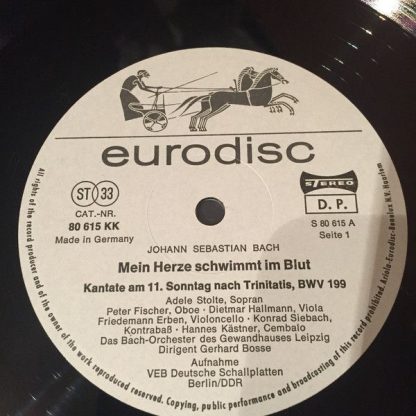 eurodisc
ST 33
CAT.-NR.
80 615 KK
Made in Germany
STEREO
D. P.
S 80 615 A
Seite 1
JOHANN SEBASTIAN BACH
Mein Herze schwimmt im Blut
Kantate am 11. Sonntag nach Trinitatis, BWV 199
Adele Stolte, Sopran
Peter Fischer, Oboe · Dietmar Hallmann, Viola
Friedemann Erben, Violoncello · Konrad Siebach,
Kontrabaß · Hannes Kästner, Cembalo
Das Bach-Orchester des Gewandhauses Leipzig
Dirigent Gerhard Bosse
Aufnahme
VEB Deutsche Schallplatten
Berlin/DDR
All rights of the record producer and of the owner of the work reproduced reserved. Copying, public performance and broadcasting of this record prohibited. Ariola-Eurodisc-Benelux N.V. Haarlem